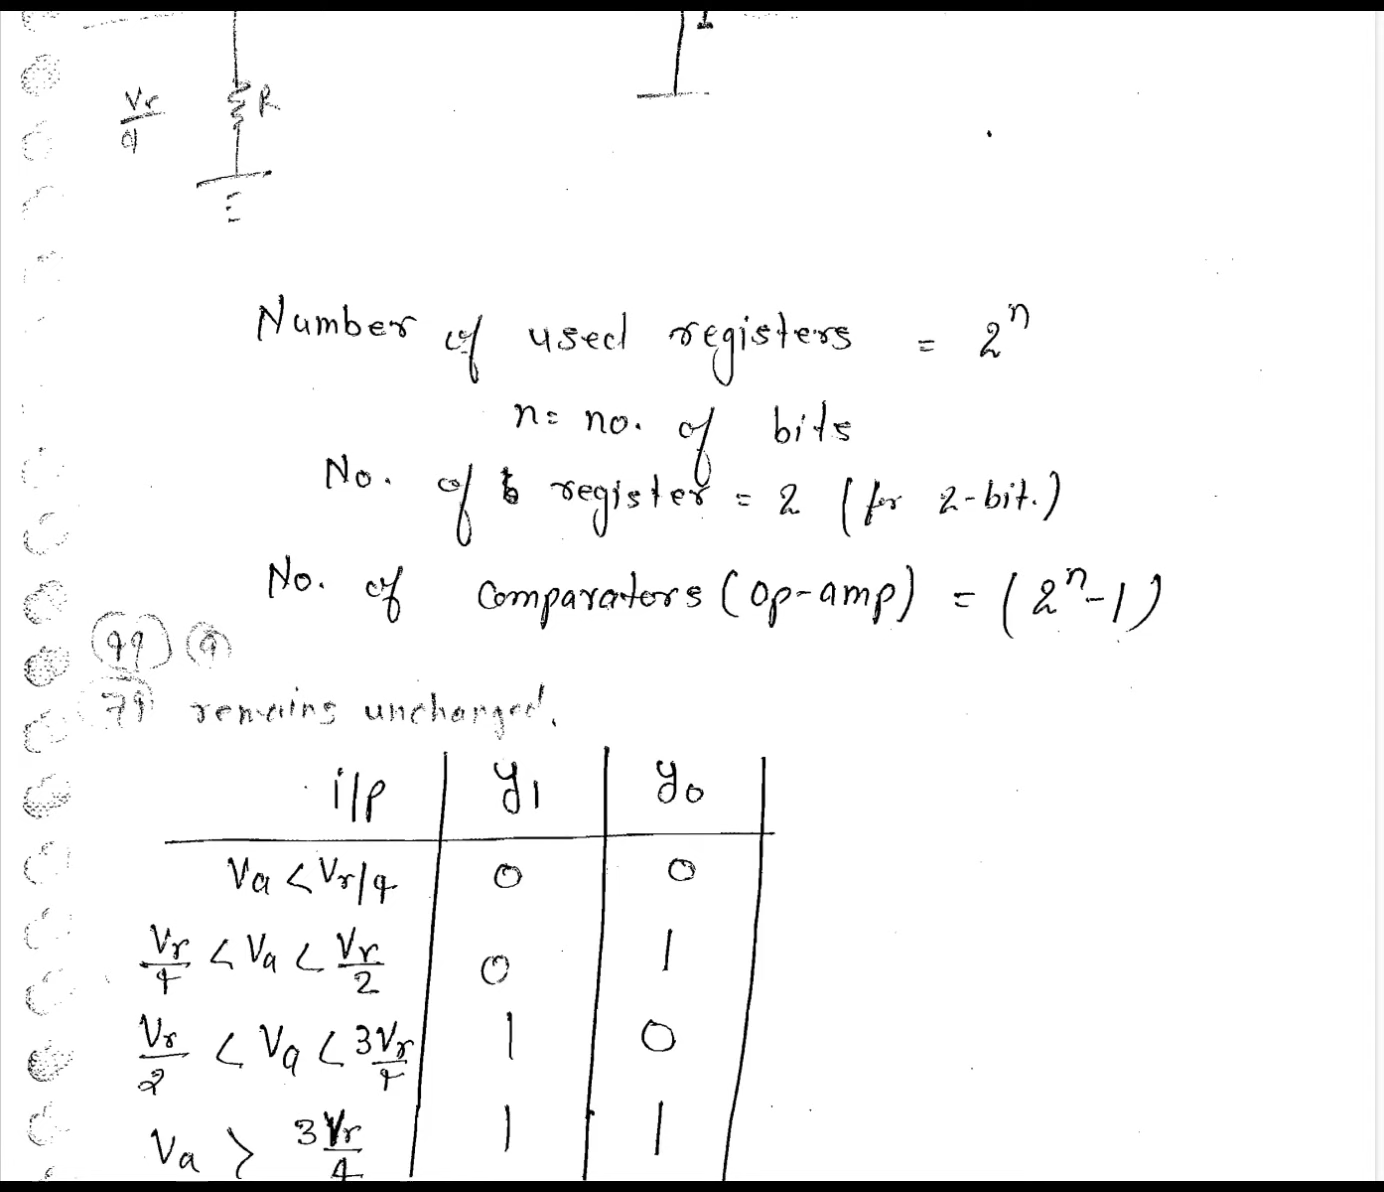 Vr/4
R
Number of used registers = 2^n
n = no. of bits
No. of register = 2 (for 2-bit.)
No. of comparators (op-amp) = (2^n-1)
remains unchanged.
i/p y1 y0
Va < Vr/4 0 0
Vr/4 < Va < Vr/2 0 1
Vr/2 < Va < 3Vr/4 1 0
Va > 3Vr/4 1 1